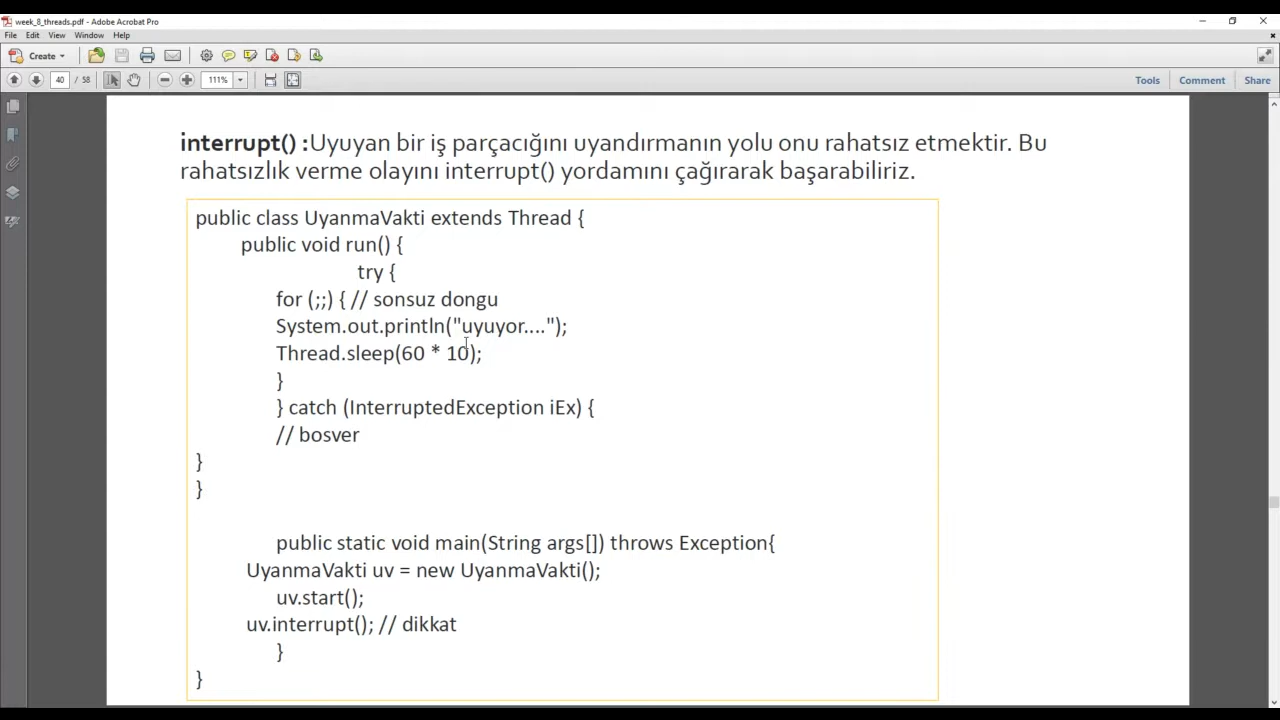 week_8_threads.pdf - Adobe Acrobat Pro
File Edit View Window Help
Create
40 / 58 111% Tools Comment Share
interrupt() :Uyuyan bir iş parçacığını uyandırmanın yolu onu rahatsız etmektir. Bu
rahatsızlık verme olayını interrupt() yordamını çağırarak başarabiliriz.
public class UyanmaVakti extends Thread {
public void run() {
try {
for (;;) { // sonsuz dongu
System.out.println("uyuyor....");
Thread.sleep(60 * 10);
}
} catch (InterruptedException iEx) {
// bosver
}
}
public static void main(String args[]) throws Exception{
UyanmaVakti uv = new UyanmaVakti();
uv.start();
uv.interrupt(); // dikkat
}
}